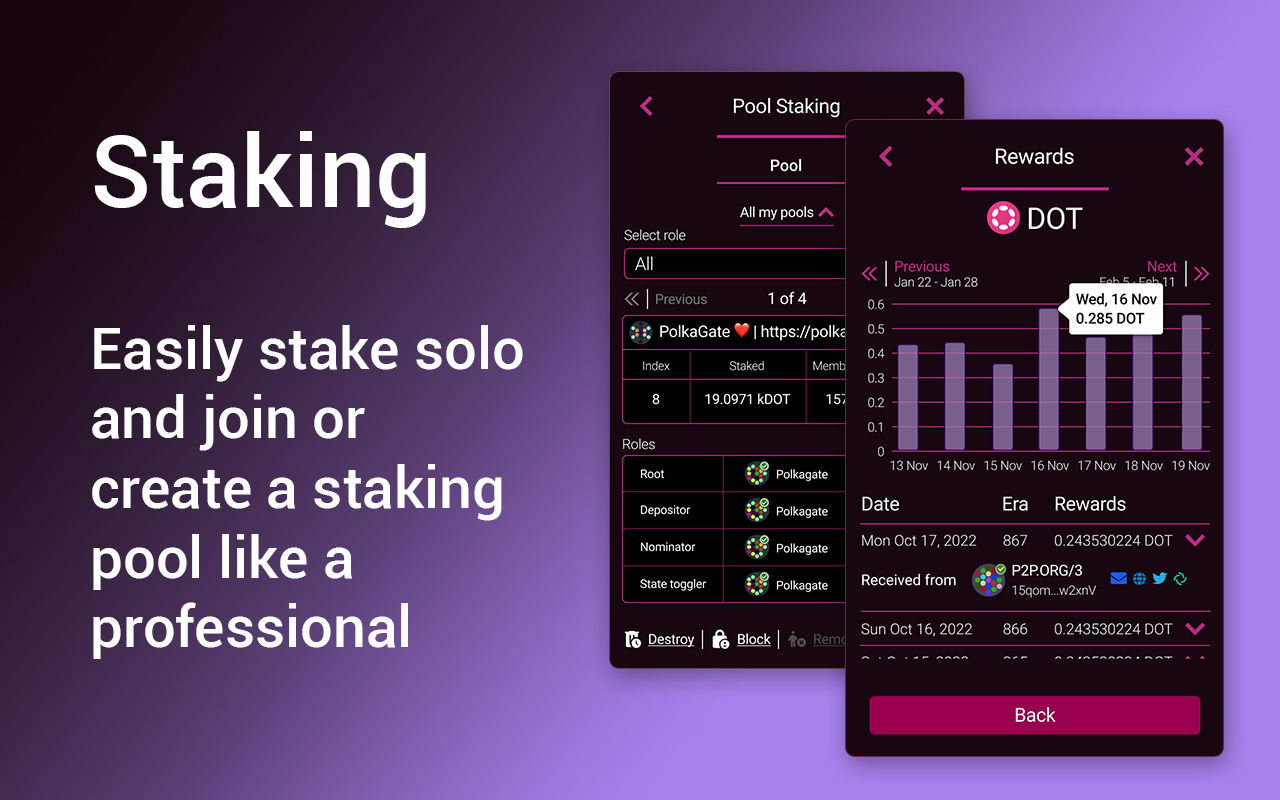 Staking
Easily stake solo
and join or
create a staking
pool like a
professional
Pool Staking
Pool
All my pools
Select role
All
Previous
1 of 4
PolkaGate ❤️ | https://polka
Index Staked Memb
8 19.0971 kDOT 157
Roles
Root Polkagate
Depositor Polkagate
Nominator Polkagate
State toggler Polkagate
Destroy Block Remo
Rewards
DOT
Previous Next
Jan 22 - Jan 28 Feb 5 - Feb 11
Wed, 16 Nov
0.285 DOT
0.6
0.5
0.4
0.3
0.2
0.1
0
13 Nov 14 Nov 15 Nov 16 Nov 17 Nov 18 Nov 19 Nov
Date Era Rewards
Mon Oct 17, 2022 867 0.243530224 DOT
Received from P2P.ORG/3
15qom...w2xnV
Sun Oct 16, 2022 866 0.243530224 DOT
Back